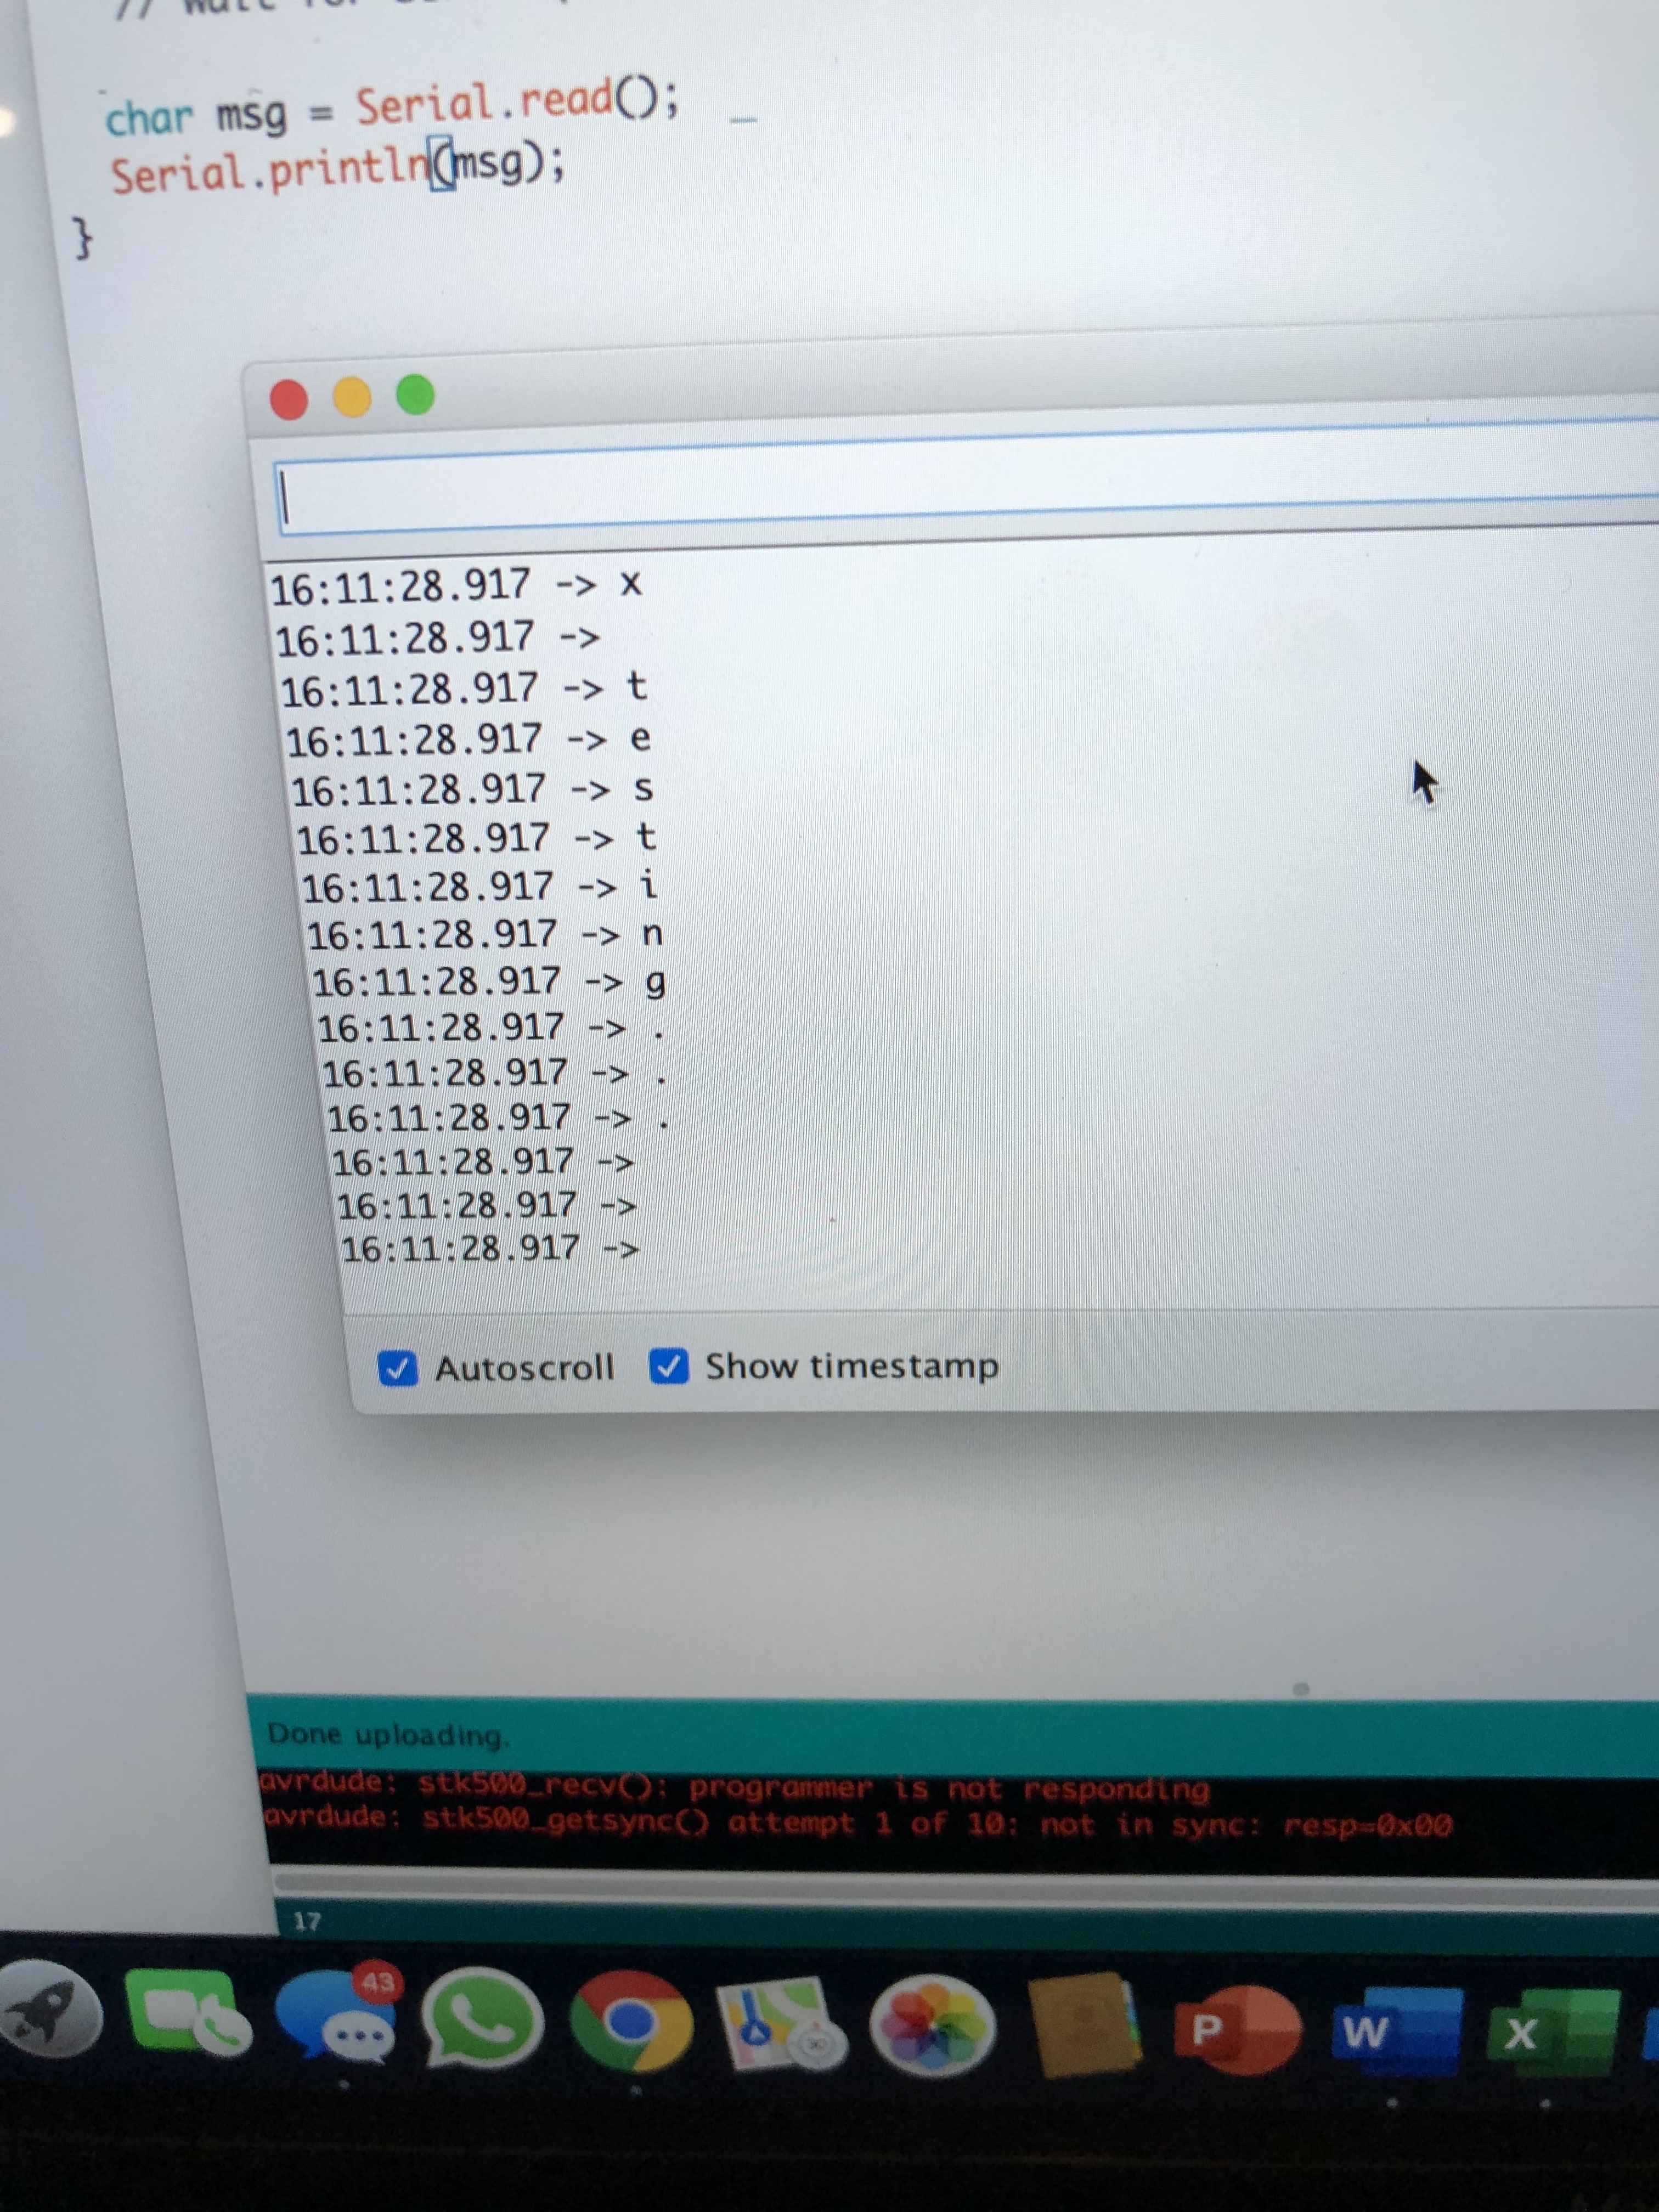 // Wait for
char msg = Serial.read();
Serial.println(msg);
}
16:11:28.917 -> x
16:11:28.917 ->
16:11:28.917 -> t
16:11:28.917 -> e
16:11:28.917 -> s
16:11:28.917 -> t
16:11:28.917 -> i
16:11:28.917 -> n
16:11:28.917 -> g
16:11:28.917 -> .
16:11:28.917 -> .
16:11:28.917 -> .
16:11:28.917 ->
16:11:28.917 ->
16:11:28.917 ->
Autoscroll Show timestamp
Done uploading.
avrdude: stk500_recv(): programmer is not responding
avrdude: stk500_getsync() attempt 1 of 10: not in sync: resp=0x00
17
43
P W X